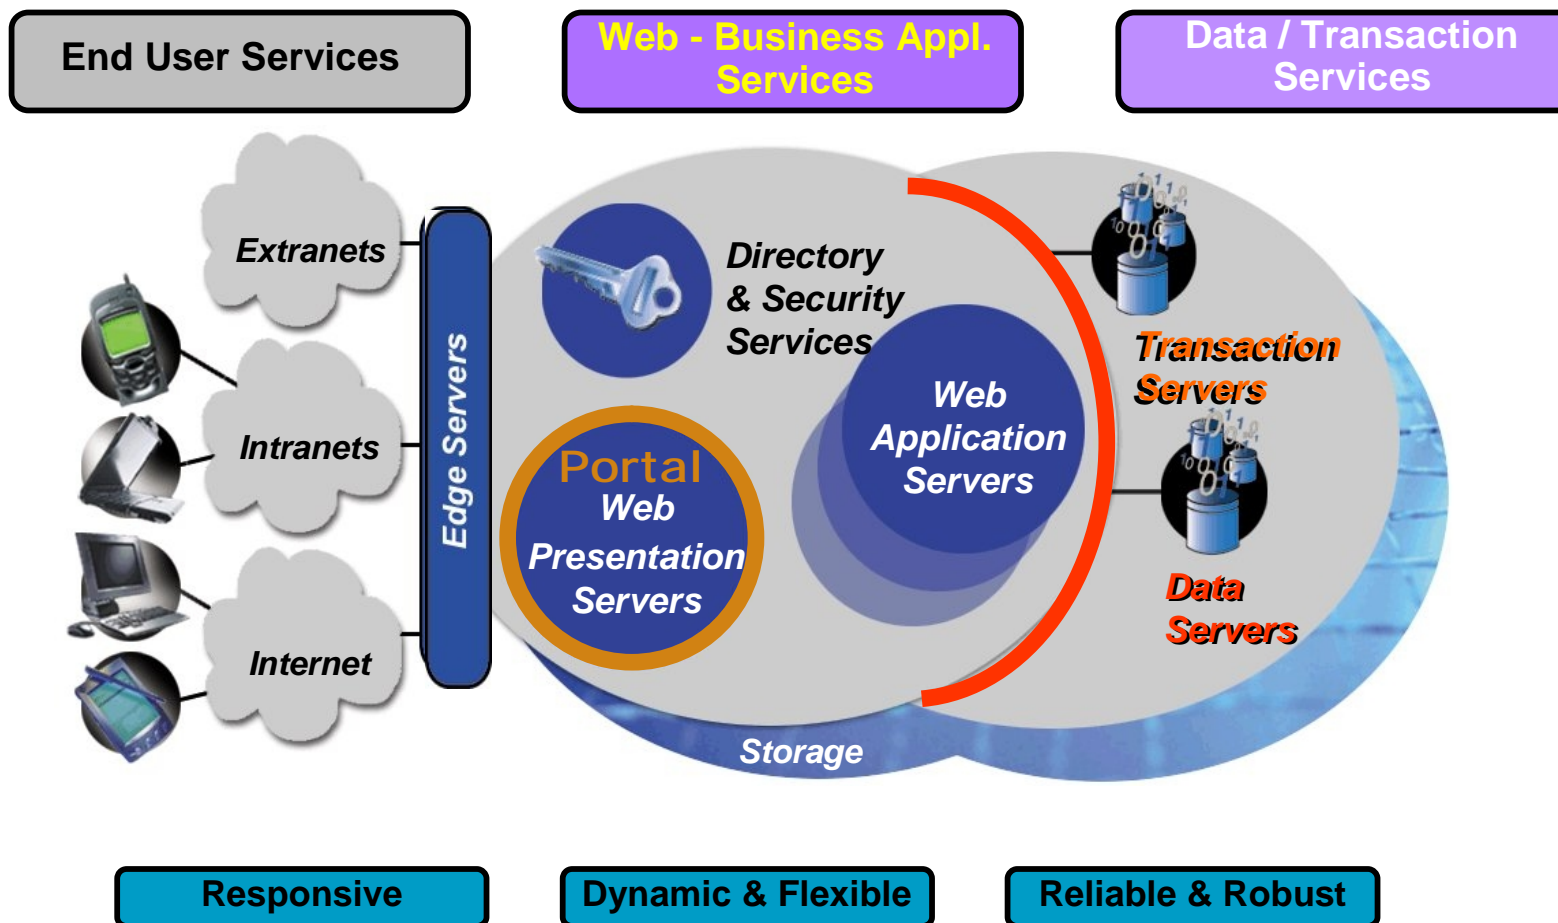 End User Services
Web - Business Appl.
Services
Data / Transaction
Services
Extranets
Intranets
Internet
Edge Servers
Directory
& Security
Services
Portal
Web
Presentation
Servers
Web
Application
Servers
Transaction
Servers
Data
Servers
Storage
Responsive
Dynamic & Flexible
Reliable & Robust